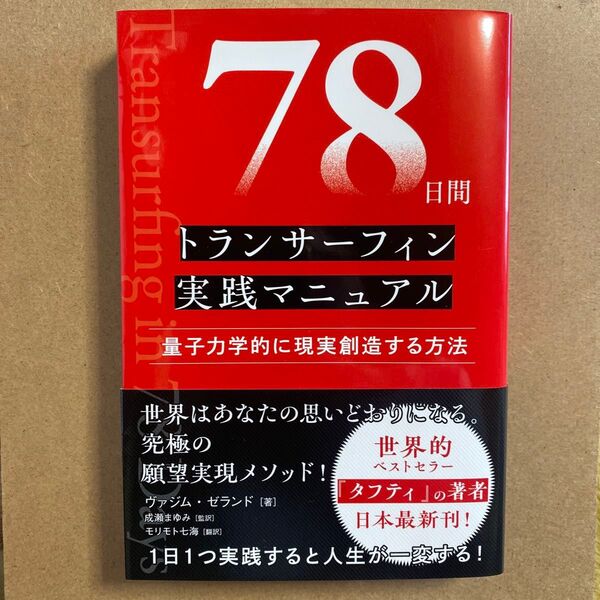 Transurfing in 78 Days
78
日間
トランサーフィン
実践マニュアル
量子力学的に現実創造する方法
世界はあなたの思いどおりになる。
究極の
願望実現メソッド!
ヴァジム・ゼランド[著]
成瀬まゆみ[監訳]
モリモト七海[翻訳]
世界的
ベストセラー
『タフティ』の著者
日本最新刊!
1日1つ実践すると人生が一変する!